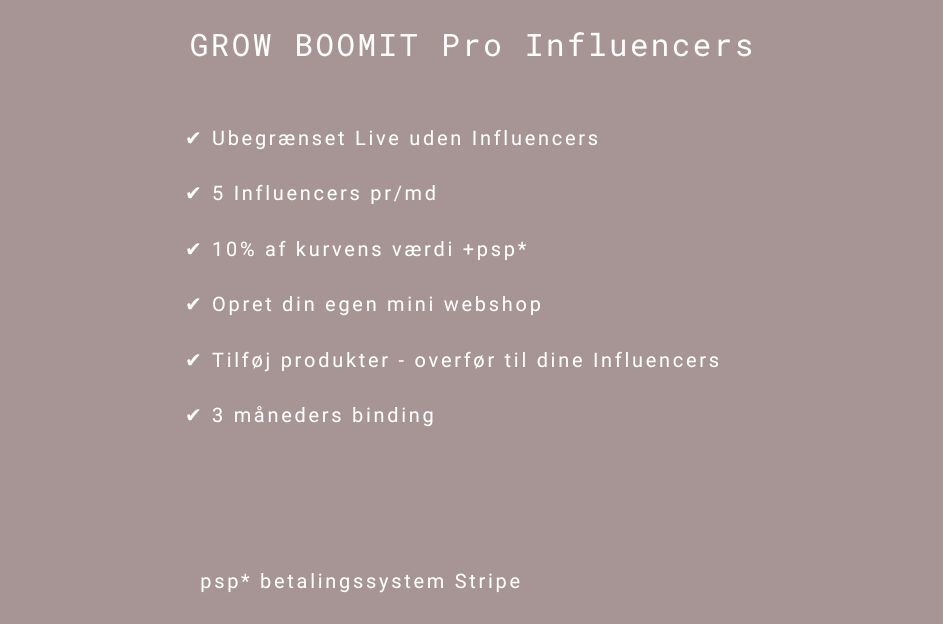 GROW BOOMIT Pro Influencers
✔ Ubegrænset Live uden Influencers
✔ 5 Influencers pr/md
✔ 10% af kurvens værdi +psp*
✔ Opret din egen mini webshop
✔ Tilføj produkter - overfør til dine Influencers
✔ 3 måneders binding
psp* betalingssystem Stripe